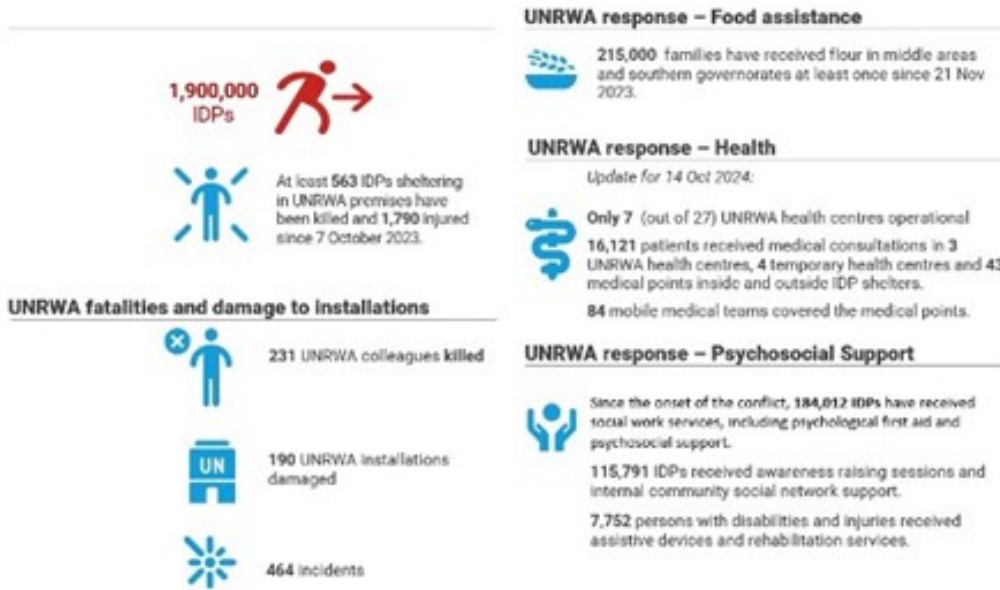 1,900,000
IDPs
At least 563 IDPs sheltering
in UNRWA premises have
been killed and 1,790 injured
since 7 October 2023.
UNRWA fatalities and damage to installations
231 UNRWA colleagues killed
UN
190 UNRWA installations
damaged
464 incidents
UNRWA response – Food assistance
215,000 families have received flour in middle areas
and southern governorates at least once since 21 Nov
2023.
UNRWA response – Health
Update for 14 Oct 2024:
Only 7 (out of 27) UNRWA health centres operational
16,121 patients received medical consultations in 3
UNRWA health centres, 4 temporary health centres and 43
medical points inside and outside IDP shelters.
84 mobile medical teams covered the medical points.
UNRWA response – Psychosocial Support
Since the onset of the conflict, 184,012 IDPs have received
social work services, including psychological first aid and
psychosocial support.
115,791 IDPs received awareness raising sessions and
internal community social network support.
7,752 persons with disabilities and injuries received
assistive devices and rehabilitation services.